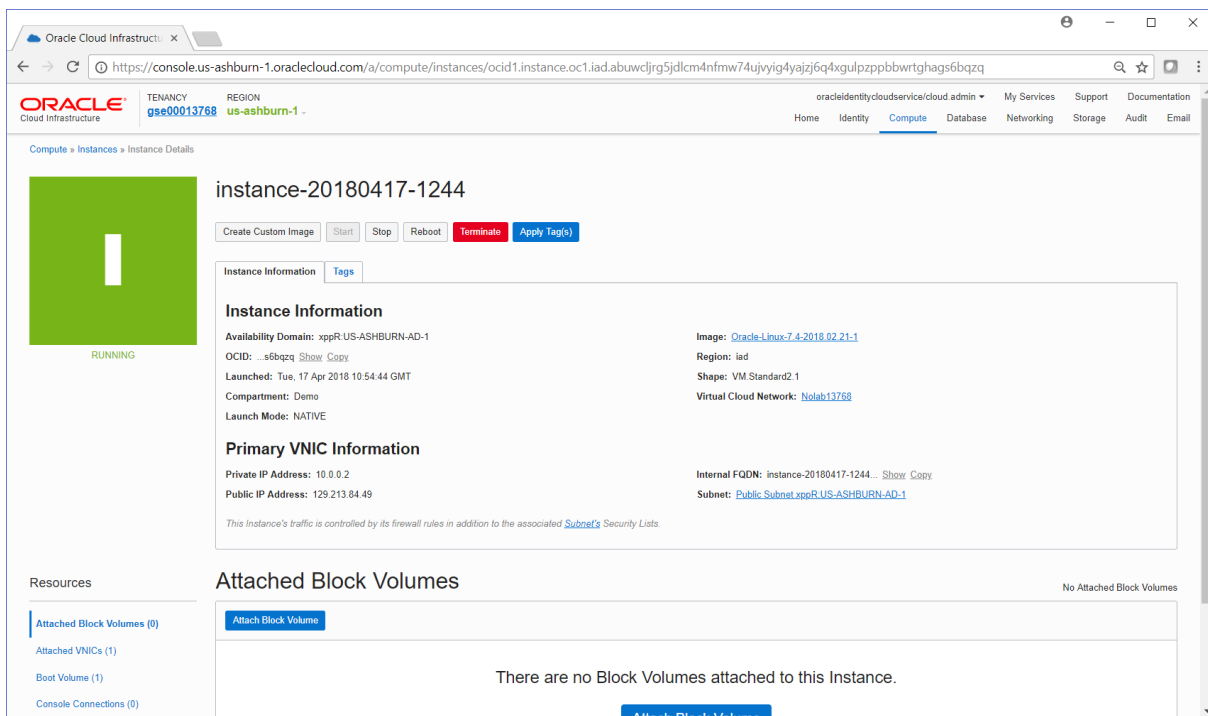 Oracle Cloud Infrastructu
https://console.us-ashburn-1.oraclecloud.com/a/compute/instances/ocid1.instance.oc1.iad.abuwcljrg5jdlcm4nfmw74ujvyig4yajzj6q4xgulpzppbbwrtghags6bqzq
ORACLE
Cloud Infrastructure
TENANCY
gse00013768
REGION
us-ashburn-1
oracleidentitycloudservice/cloud.admin My Services Support Documentation
Home Identity Compute Database Networking Storage Audit Email
Compute » Instances » Instance Details
RUNNING
instance-20180417-1244
Create Custom Image Start Stop Reboot Terminate Apply Tag(s)
Instance Information Tags
Instance Information
Availability Domain: xppR:US-ASHBURN-AD-1
OCID: ...s6bqzq Show Copy
Launched: Tue, 17 Apr 2018 10:54:44 GMT
Compartment: Demo
Launch Mode: NATIVE
Image: Oracle-Linux-7.4-2018.02.21-1
Region: iad
Shape: VM.Standard2.1
Virtual Cloud Network: Nolab13768
Primary VNIC Information
Private IP Address: 10.0.0.2
Public IP Address: 129.213.84.49
Internal FQDN: instance-20180417-1244... Show Copy
Subnet: Public Subnet xppR:US-ASHBURN-AD-1
This Instance's traffic is controlled by its firewall rules in addition to the associated Subnet's Security Lists.
Resources
Attached Block Volumes (0)
Attached VNICs (1)
Boot Volume (1)
Console Connections (0)
Attached Block Volumes
No Attached Block Volumes
Attach Block Volume
There are no Block Volumes attached to this Instance.
Attach Block Volume